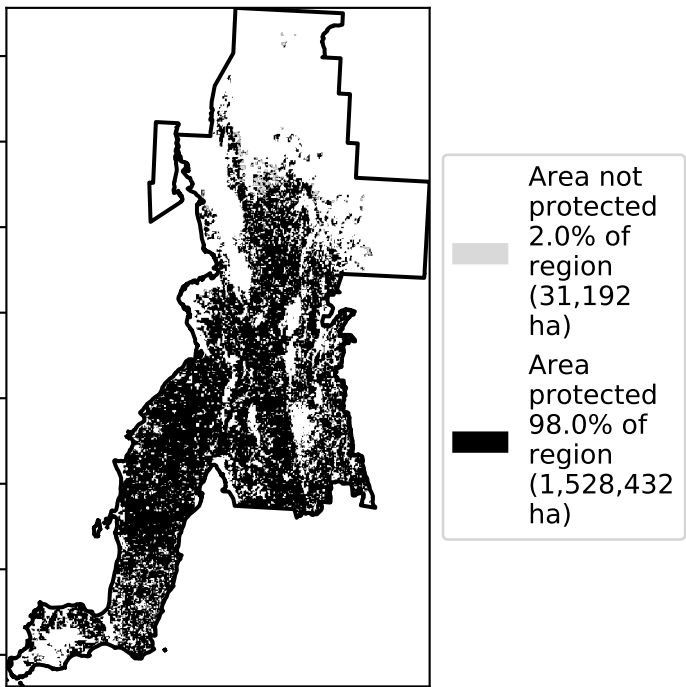 Area not
protected
2.0% of
region
(31,192
ha)
Area
protected
98.0% of
region
(1,528,432
ha)